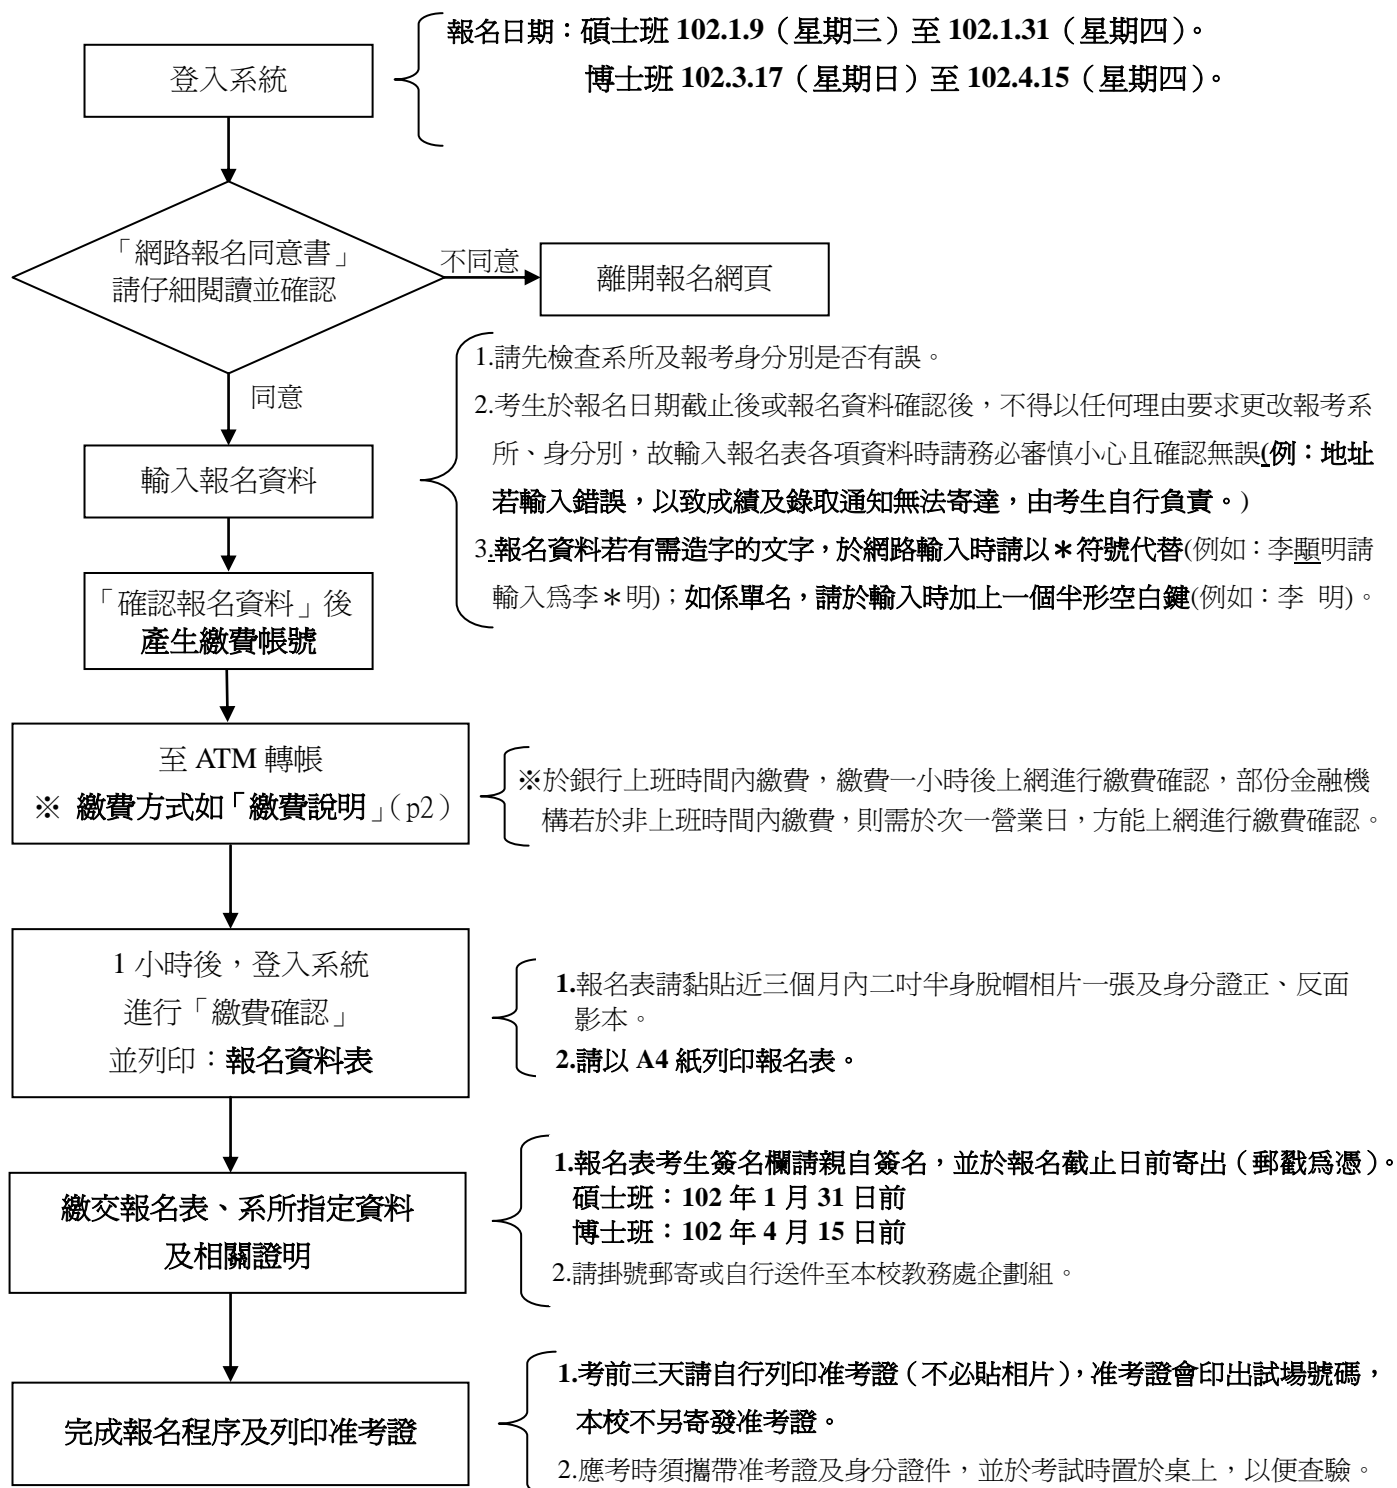 報名日期：碩士班 102.1.9（星期三）至 102.1.31（星期四）。
博士班 102.3.17（星期日）至 102.4.15（星期四）。
登入系統
「網路報名同意書」
請仔細閱讀並確認
不同意
離開報名網頁
同意
輸入報名資料
1.請先檢查系所及報考身分別是否有誤。
2.考生於報名日期截止後或報名資料確認後，不得以任何理由要求更改報考系
所、身分別，故輸入報名表各項資料時請務必審慎小心且確認無誤(例：地址
若輸入錯誤，以致成績及錄取通知無法寄達，由考生自行負責。)
3.報名資料若有需造字的文字，於網路輸入時請以＊符號代替(例如：李顒明請
輸入為李＊明)；如係單名，請於輸入時加上一個半形空白鍵(例如：李 明)。
「確認報名資料」後
產生繳費帳號
至 ATM 轉帳
※ 繳費方式如「繳費說明」（p2）
※於銀行上班時間內繳費，繳費一小時後上網進行繳費確認，部份金融機
構若於非上班時間內繳費，則需於次一營業日，方能上網進行繳費確認。
1 小時後，登入系統
進行「繳費確認」
並列印：報名資料表
1.報名表請黏貼近三個月內二吋半身脫帽相片一張及身分證正、反面
影本。
2.請以 A4 紙列印報名表。
繳交報名表、系所指定資料
及相關證明
1.報名表考生簽名欄請親自簽名，並於報名截止日前寄出（郵戳為憑）。
碩士班：102 年 1 月 31 日前
博士班：102 年 4 月 15 日前
2.請掛號郵寄或自行送件至本校教務處企劃組。
完成報名程序及列印准考證
1.考前三天請自行列印准考證（不必貼相片），准考證會印出試場號碼，
本校不另寄發准考證。
2.應考時須攜帶准考證及身分證件，並於考試時置於桌上，以便查驗。